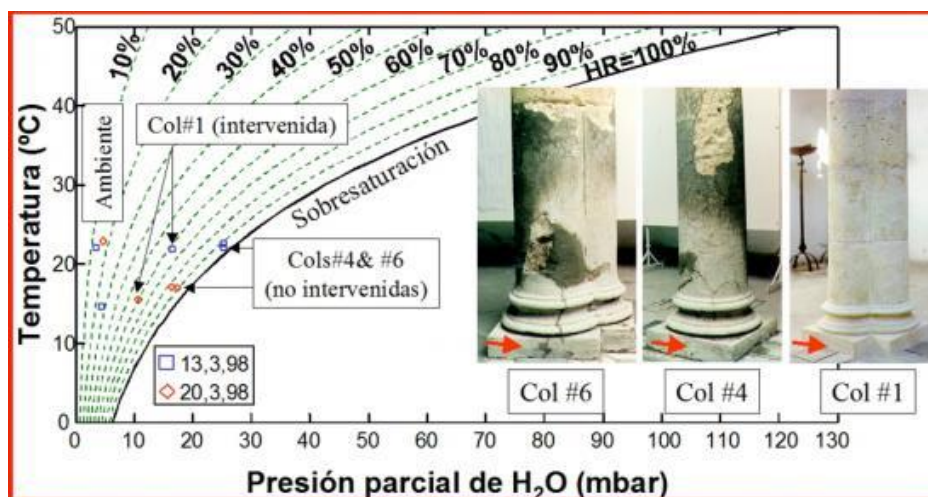 50
40
30
20
10
0
Temperatura (ºC)
10%
20%
30%
40%
50%
60%
70%
80%
90%
HR=100%
Col#1 (intervenida)
Ambiente
Sobresaturación
Cols#4& #6
(no intervenidas)
13,3,98
20,3,98
Col #6
Col #4
Col #1
0 10 20 30 40 50 60 70 80 90 100 110 120 130
Presión parcial de H₂O (mbar)